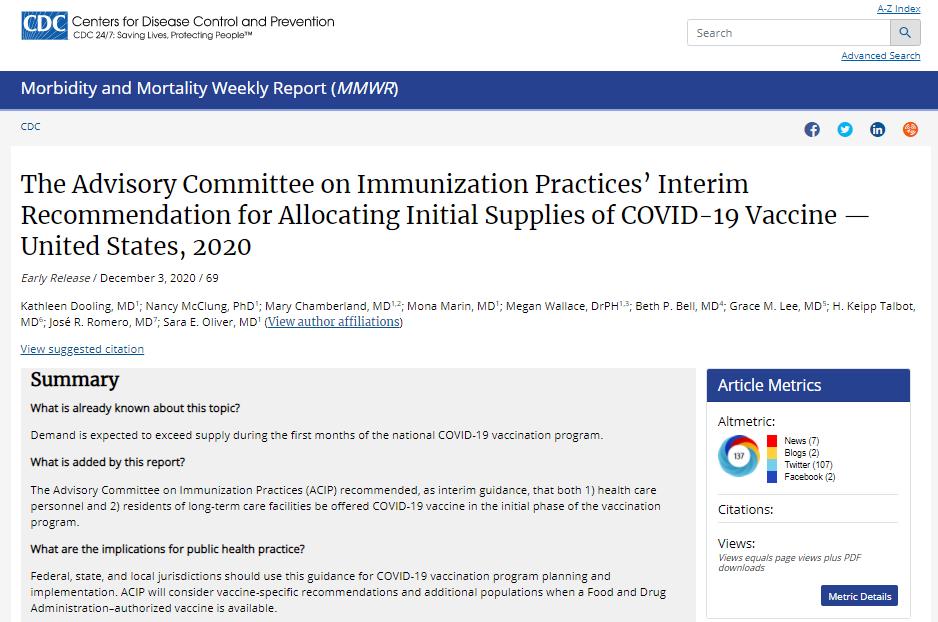 CDC Centers for Disease Control and Prevention
CDC 24/7: Saving Lives, Protecting People™
A-Z Index
Search
Advanced Search
Morbidity and Mortality Weekly Report (MMWR)
CDC
The Advisory Committee on Immunization Practices’ Interim
Recommendation for Allocating Initial Supplies of COVID-19 Vaccine —
United States, 2020
Early Release / December 3, 2020 / 69
Kathleen Dooling, MD1; Nancy McClung, PhD1; Mary Chamberland, MD1,2; Mona Marin, MD1; Megan Wallace, DrPH1,3; Beth P. Bell, MD4; Grace M. Lee, MD5; H. Keipp Talbot,
MD6; José R. Romero, MD7; Sara E. Oliver, MD1 (View author affiliations)
View suggested citation
Summary
What is already known about this topic?
Demand is expected to exceed supply during the first months of the national COVID-19 vaccination program.
What is added by this report?
The Advisory Committee on Immunization Practices (ACIP) recommended, as interim guidance, that both 1) health care
personnel and 2) residents of long-term care facilities be offered COVID-19 vaccine in the initial phase of the vaccination
program.
What are the implications for public health practice?
Federal, state, and local jurisdictions should use this guidance for COVID-19 vaccination program planning and
implementation. ACIP will consider vaccine-specific recommendations and additional populations when a Food and Drug
Administration–authorized vaccine is available.
Article Metrics
Altmetric:
137
News (7)
Blogs (2)
Twitter (107)
Facebook (2)
Citations:
Views:
Views equals page views plus PDF
downloads
Metric Details